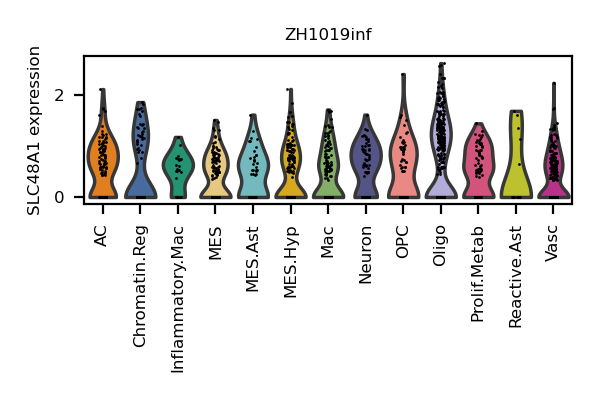 ZH1019inf
SLC48A1 expression
2
0
AC
Chromatin.Reg
Inflammatory.Mac
MES
MES.Ast
MES.Hyp
Mac
Neuron
OPC
Oligo
Prolif.Metab
Reactive.Ast
Vasc